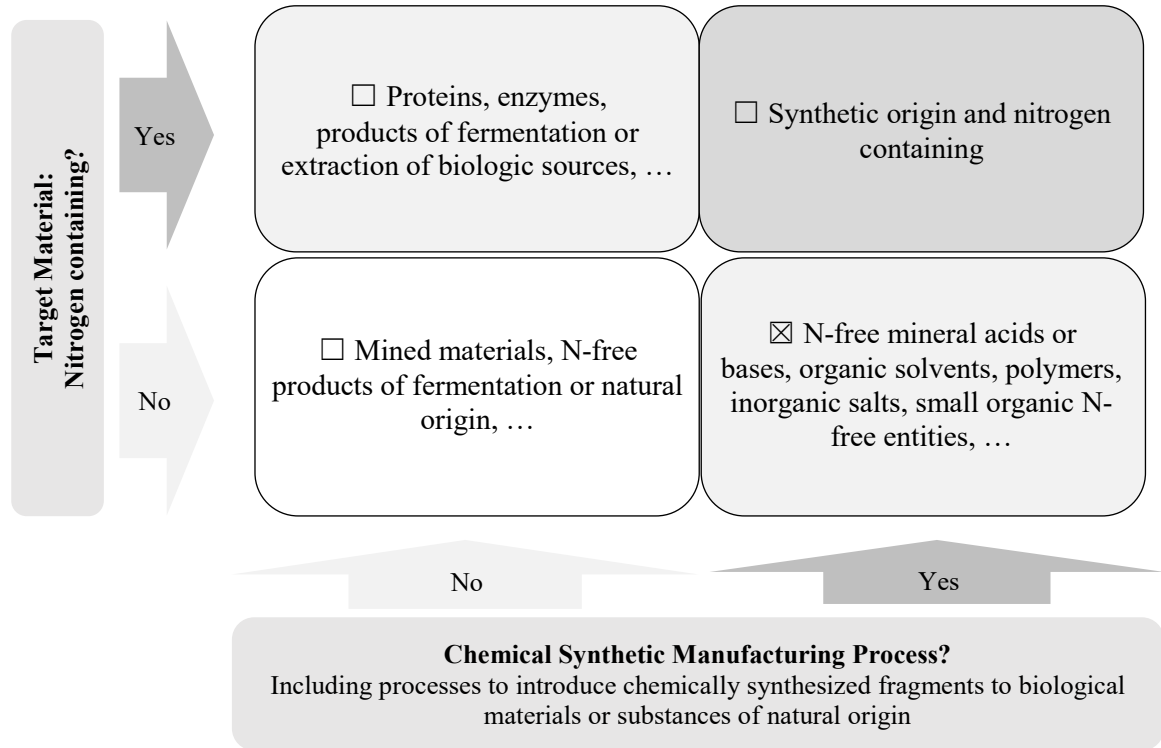 Target Material:
Nitrogen containing?
Yes
☐ Proteins, enzymes,
products of fermentation or
extraction of biologic sources, …
☐ Synthetic origin and nitrogen
containing
No
☐ Mined materials, N-free
products of fermentation or natural
origin, …
☒ N-free mineral acids or
bases, organic solvents, polymers,
inorganic salts, small organic N-
free entities, …
No
Yes
Chemical Synthetic Manufacturing Process?
Including processes to introduce chemically synthesized fragments to biological
materials or substances of natural origin